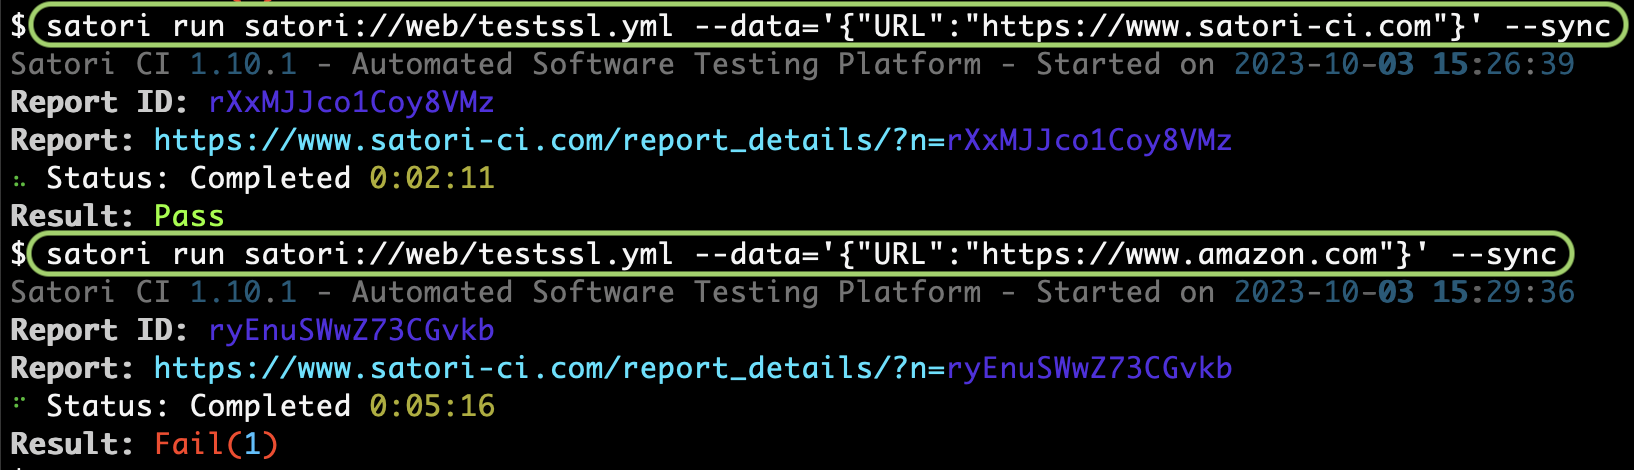 $ satori run satori://web/testssl.yml --data='{"URL":"https://www.satori-ci.com"}' --sync
Satori CI 1.10.1 - Automated Software Testing Platform - Started on 2023-10-03 15:26:39
Report ID: rXxMJJco1Coy8VMz
Report: https://www.satori-ci.com/report_details/?n=rXxMJJco1Coy8VMz
Status: Completed 0:02:11
Result: Pass
$ satori run satori://web/testssl.yml --data='{"URL":"https://www.amazon.com"}' --sync
Satori CI 1.10.1 - Automated Software Testing Platform - Started on 2023-10-03 15:29:36
Report ID: ryEnuSWwZ73CGvkb
Report: https://www.satori-ci.com/report_details/?n=ryEnuSWwZ73CGvkb
Status: Completed 0:05:16
Result: Fail(1)